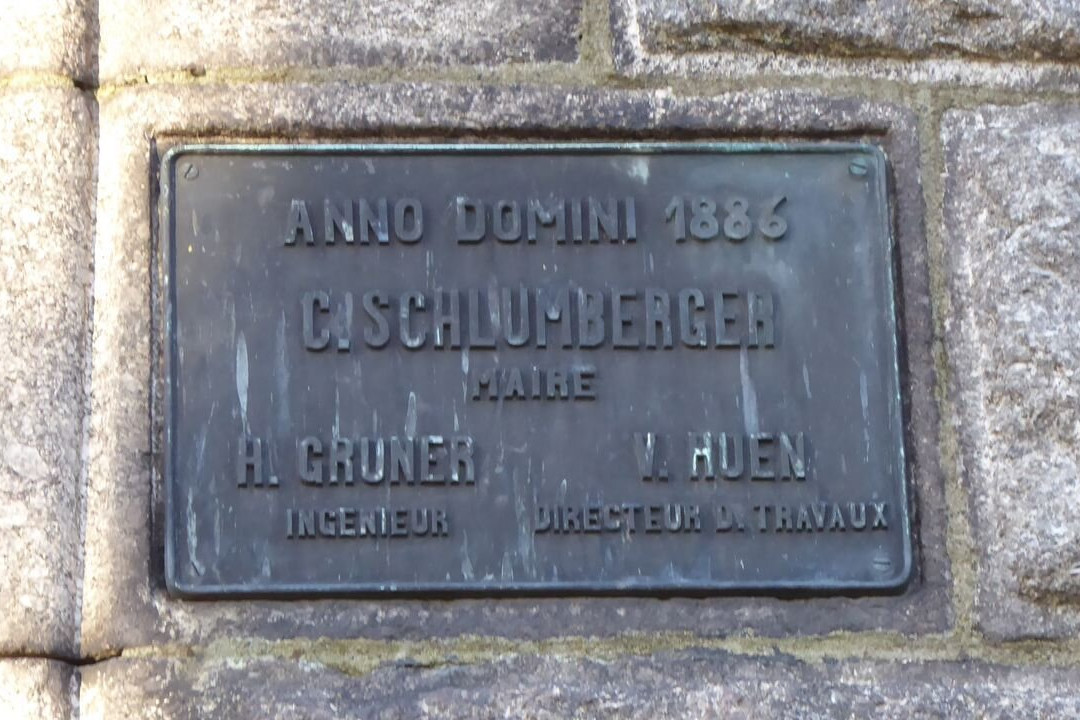 ANNO DOMINI 1886
C. SCHLUMBERGER
MAIRE
H. GRUNER
V. HUEN
INGENIEUR
DIRECTEUR D. TRAVAUX